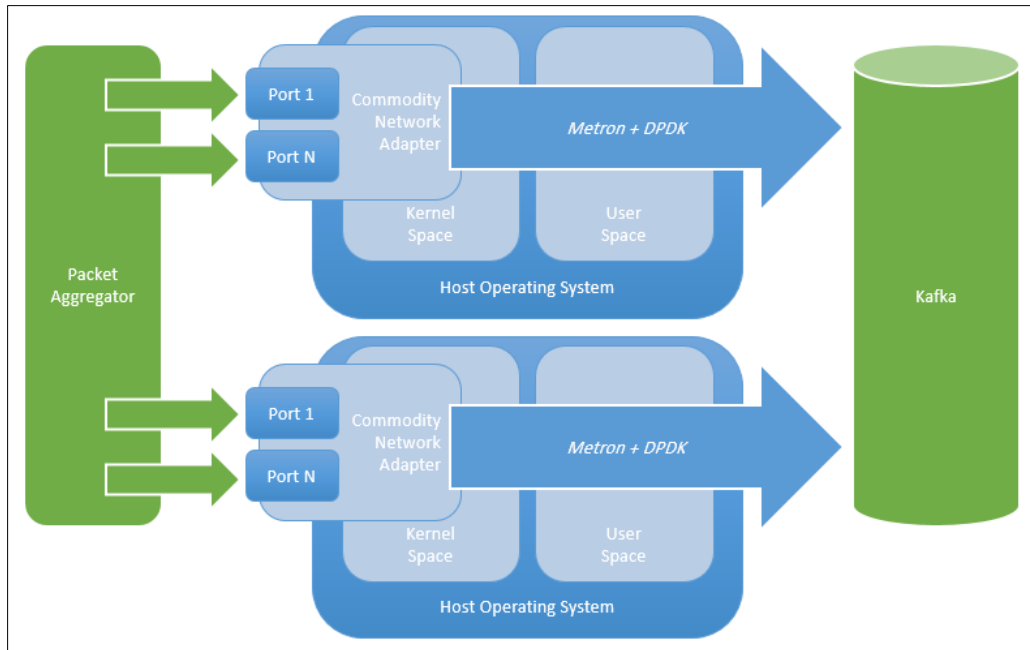 Port 1
Commodity
Network
Adapter
Port N
Metron + DPDK
Kernel
Space
User
Space
Host Operating System
Packet
Aggregator
Kafka
Port 1
Commodity
Network
Adapter
Port N
Metron + DPDK
Kernel
Space
User
Space
Host Operating System